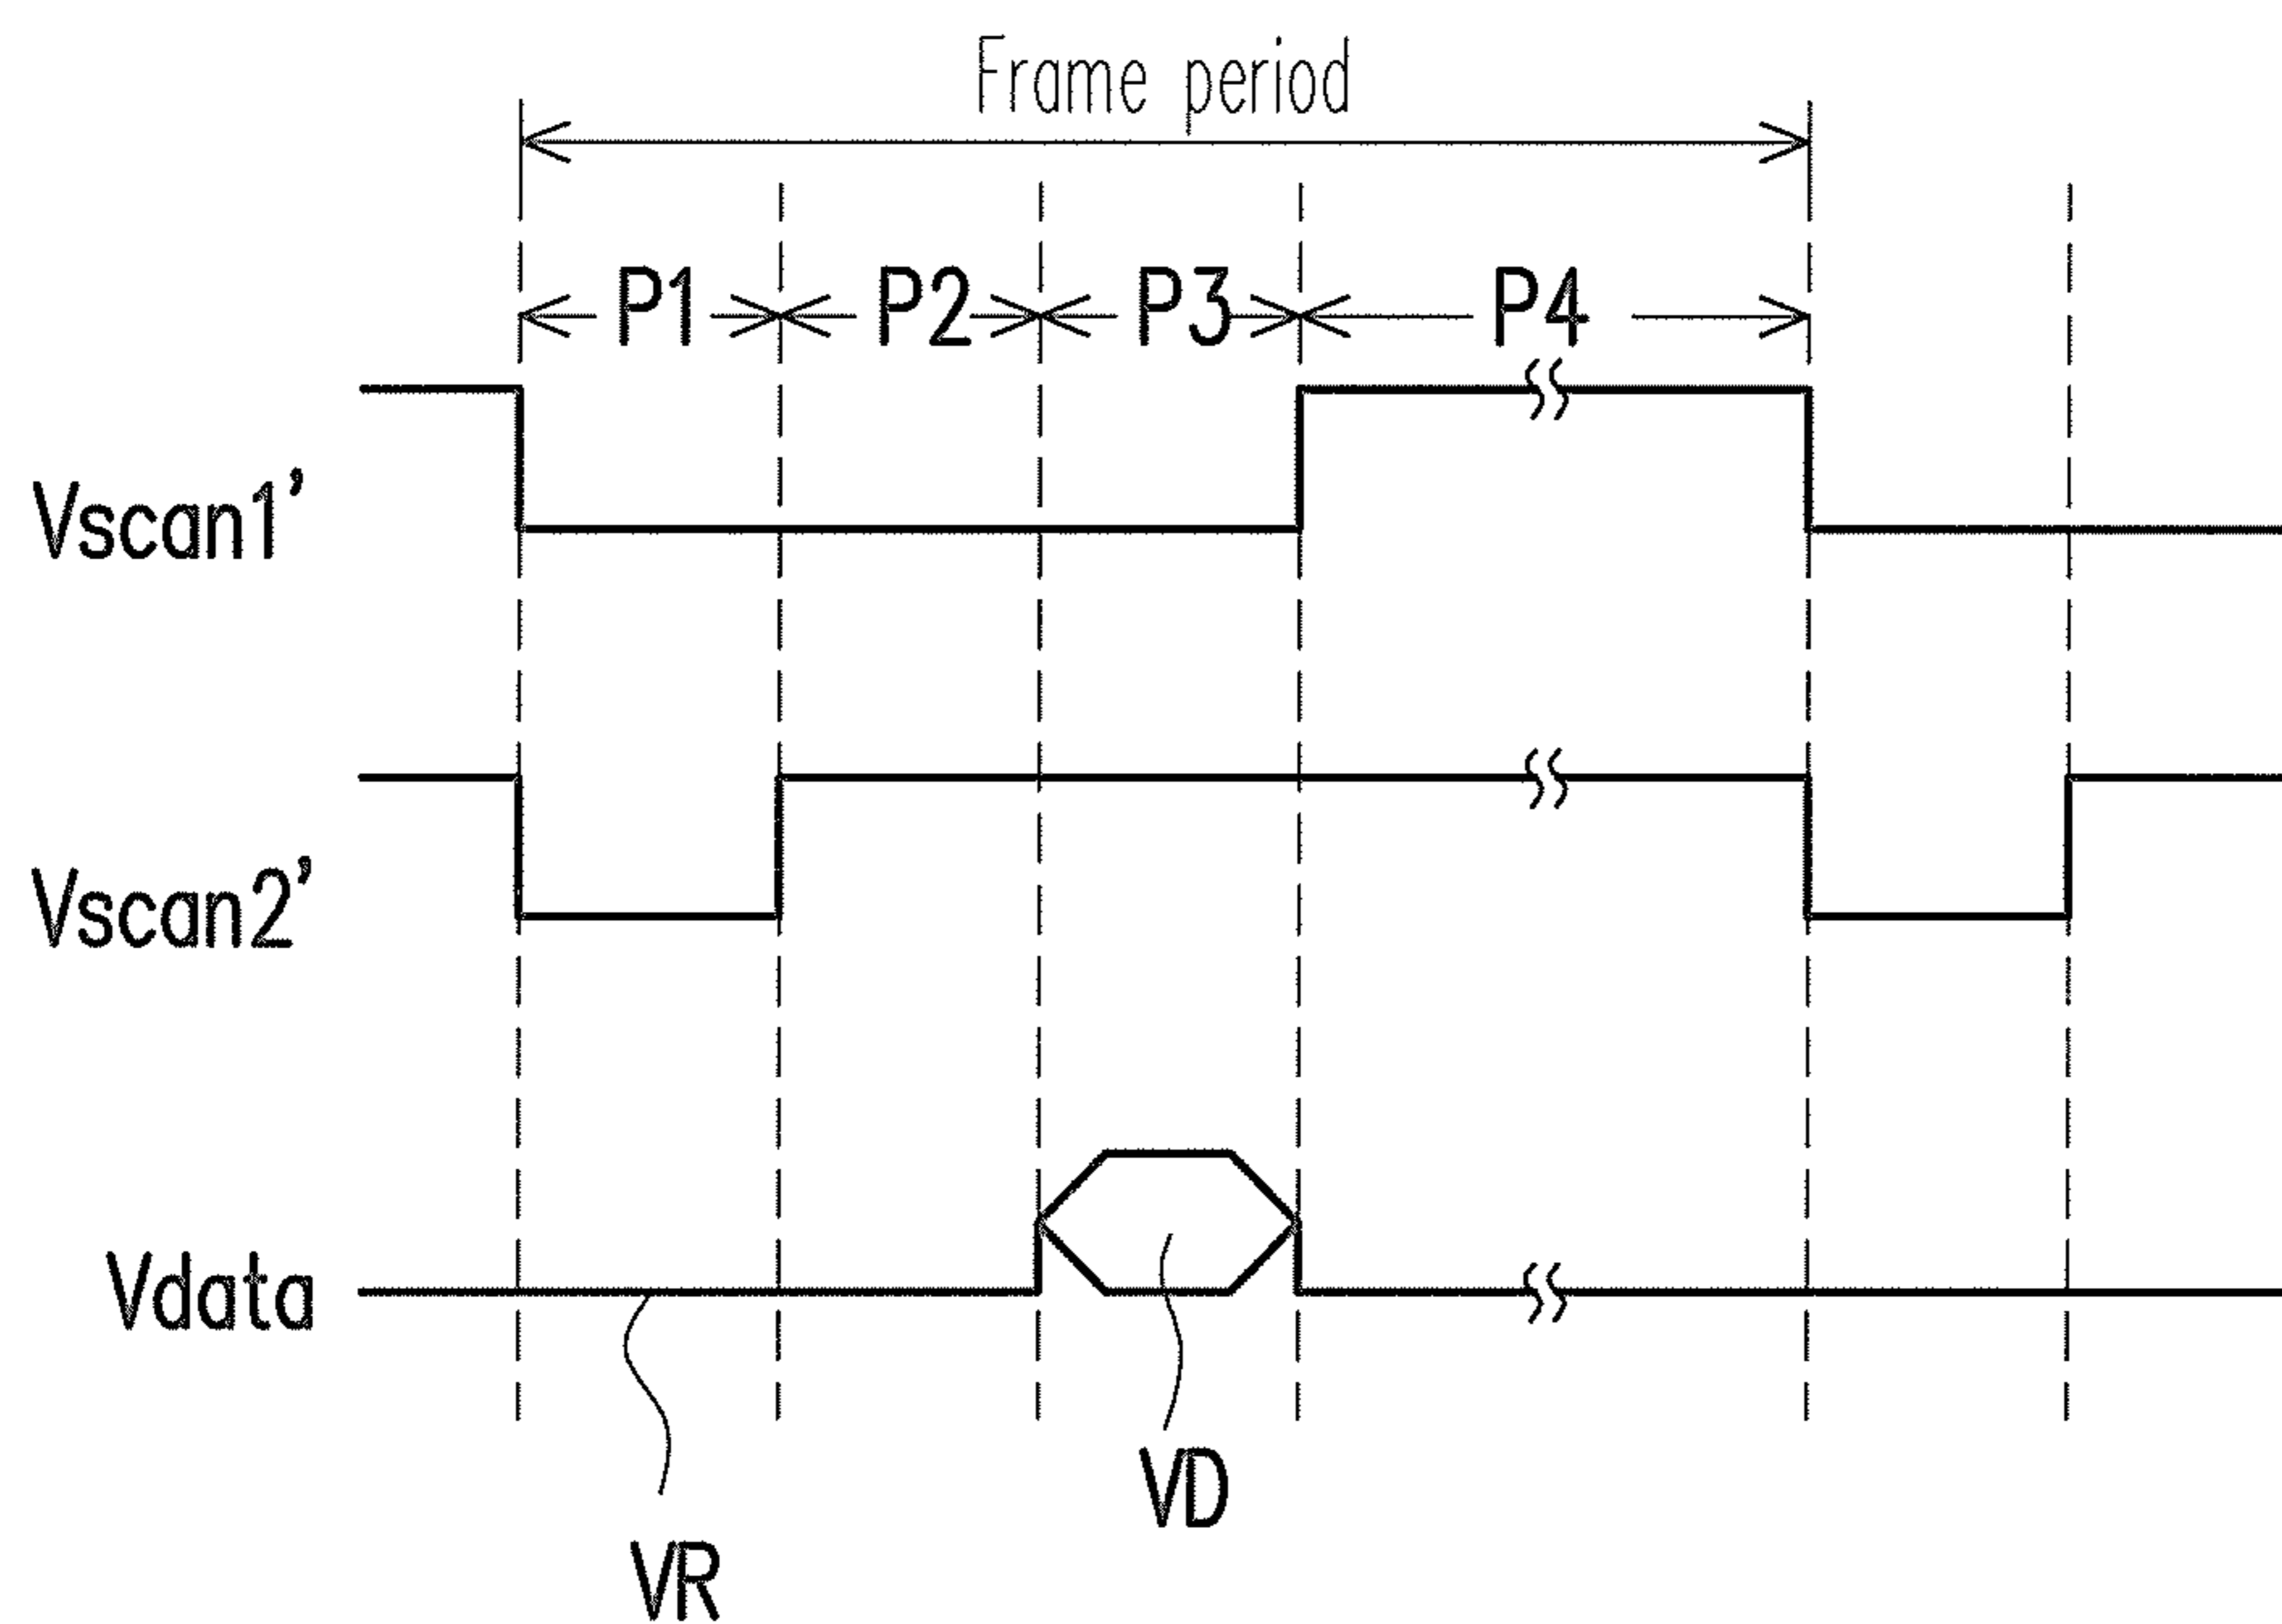 Frame period
P1 P2 P3 P4
Vscan1’
Vscan2’
Vdata
VD
VR